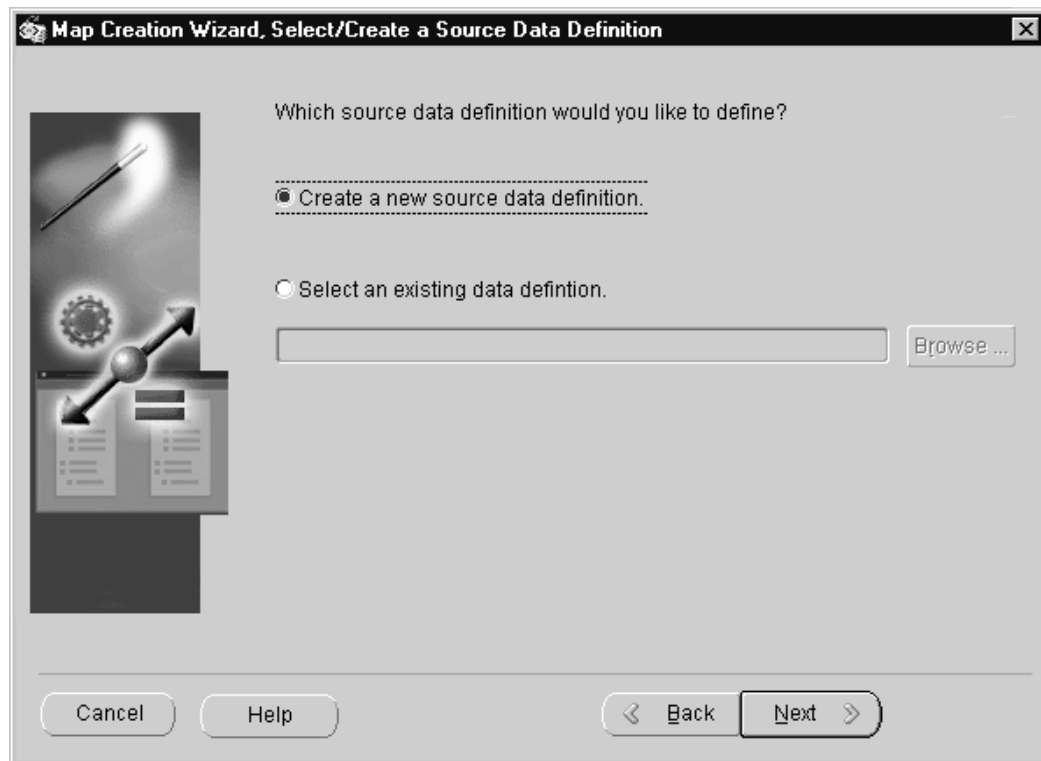 Map Creation Wizard, Select/Create a Source Data Definition
Which source data definition would you like to define?
Create a new source data definition.
Select an existing data defintion.
Browse ...
Cancel
Help
Back
Next